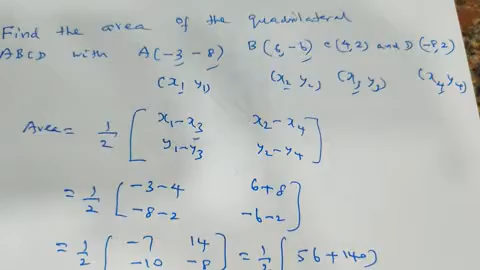 Find the area of the quadrilateral
ABCD with A(-3 -8) B(6, -6) C(4,2) and D(-8,2)
(x₁ y₁) (x₂ y₂) (x₃ y₃) (x₄ y₄)
Area = 1/2 [ x₁-x₃ x₂-x₄
y₁-y₃ y₂-y₄ ]
= 1/2 [ -3-4 6+8
-8-2 -6-2 ]
= 1/2 [ -7 14
-10 -8 ] = 1/2 [ 56+140